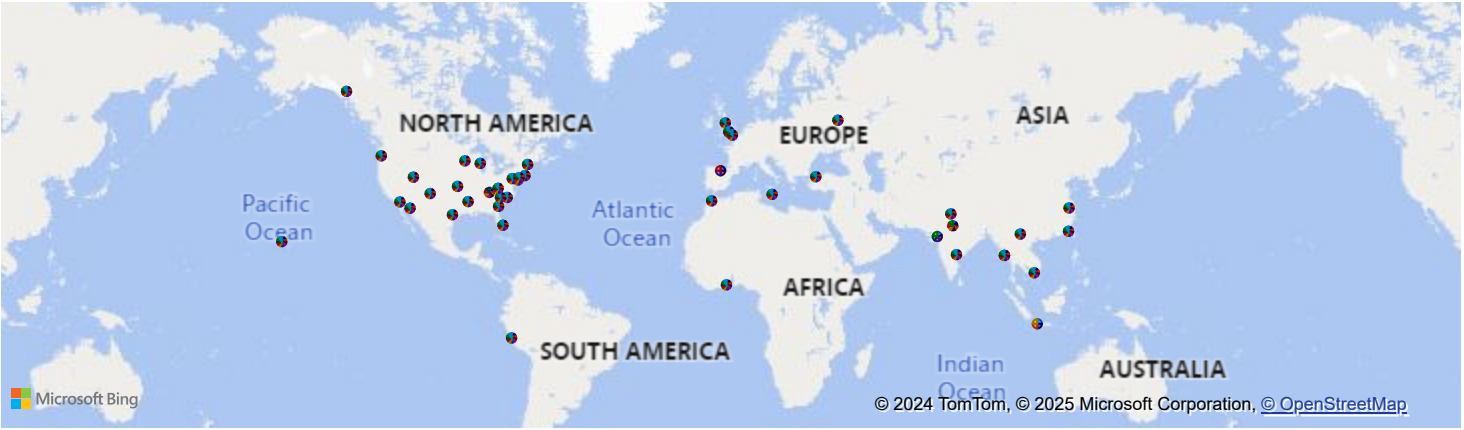 NORTH AMERICA
ASIA
EUROPE
Pacific
Ocean
Atlantic
Ocean
AFRICA
SOUTH AMERICA
Indian
Ocean
AUSTRALIA
Microsoft Bing
© 2024 TomTom, © 2025 Microsoft Corporation, © OpenStreetMap